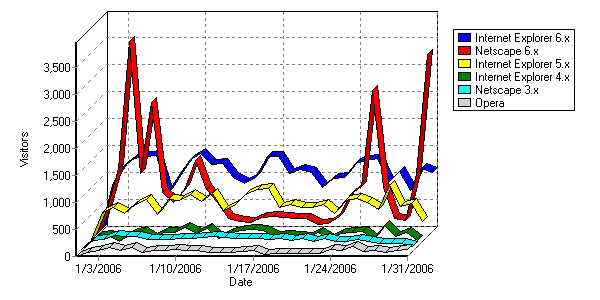 Internet Explorer 6.x
Netscape 6.x
Internet Explorer 5.x
Internet Explorer 4.x
Netscape 3.x
Opera
Visitors
3,500
3,000
2,500
2,000
1,500
1,000
500
0
1/3/2006 1/10/2006 1/17/2006 1/24/2006 1/31/2006
Date